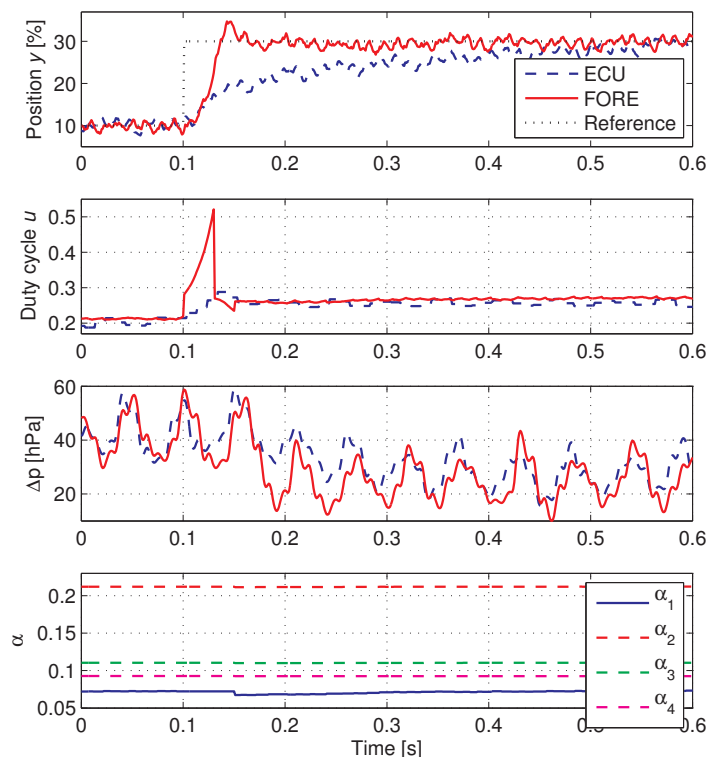 Position y [%]
30
20
10
ECU
FORE
Reference
0 0.1 0.2 0.3 0.4 0.5 0.6
Duty cycle u
0.5
0.4
0.3
0.2
0 0.1 0.2 0.3 0.4 0.5 0.6
Δp [hPa]
60
40
20
0 0.1 0.2 0.3 0.4 0.5 0.6
α
0.2
0.15
0.1
0.05
α₁
α₂
α₃
α₄
0 0.1 0.2 0.3 0.4 0.5 0.6
Time [s]